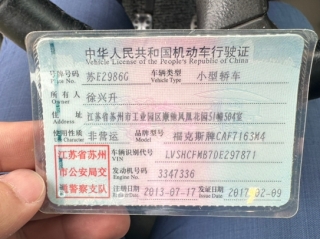 中华人民共和国机动车行驶证
Vehicle License of the People's Republic of China
号牌号码 苏EZ986G 车辆类型 小型轿车
所有人 徐兴升
Owner
住址 江苏省苏州市工业园区 凤凰花园51幢504室
Address
使用性质 非营运 品牌型号 福克斯牌CAF7163M4
江苏省苏州市公安局交通警察支队
车辆识别代号 LVSHCFMB7DE297871
VIN
发动机号码 3347336
注册日期 2013-07-17 发证日期 2017-02-09